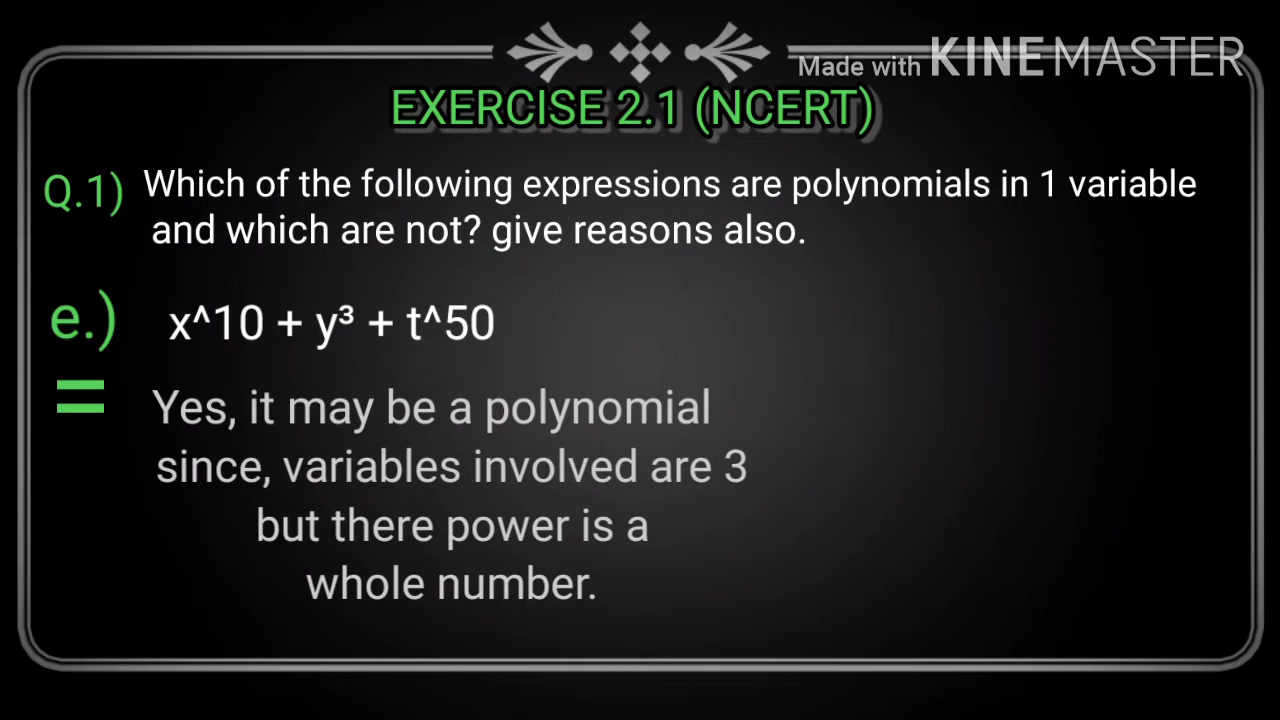 Made with KINEMASTER
EXERCISE 2.1 (NCERT)
Q.1) Which of the following expressions are polynomials in 1 variable
and which are not? give reasons also.
e.) x^10 + y³ + t^50
= Yes, it may be a polynomial
since, variables involved are 3
but there power is a
whole number.